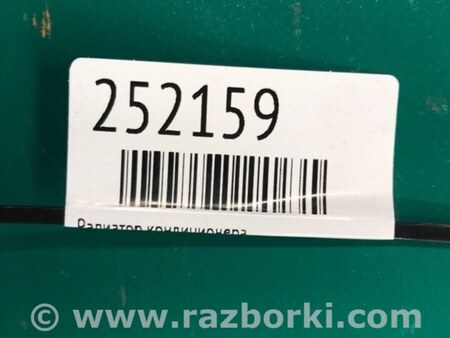 252159
Радиатор кондиционера
© www.razborki.com